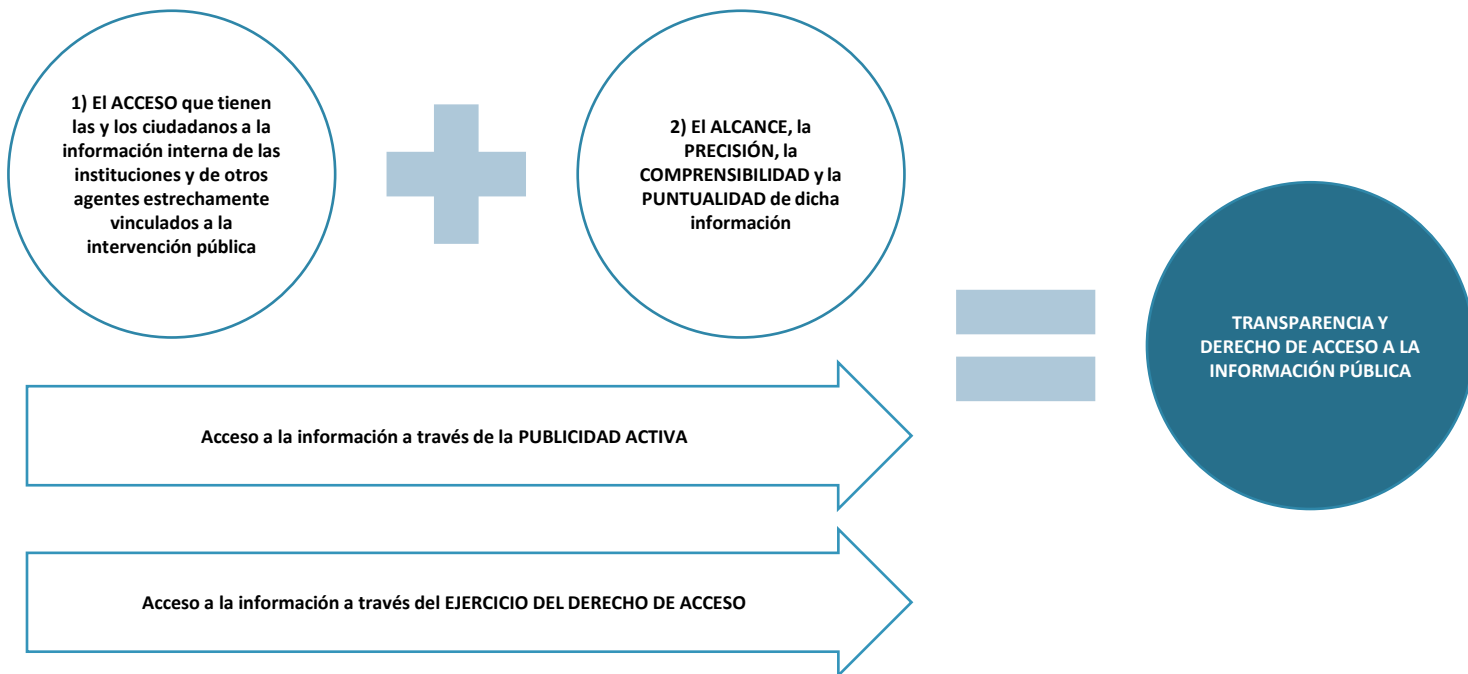 1) El ACCESO que tienen
las y los ciudadanos a la
información interna de las
instituciones y de otros
agentes estrechamente
vinculados a la
intervención pública
2) El ALCANCE, la
PRECISIÓN, la
COMPRENSIBILIDAD y la
PUNTUALIDAD de dicha
información
TRANSPARENCIA Y
DERECHO DE ACCESO A LA
INFORMACIÓN PÚBLICA
Acceso a la información a través de la PUBLICIDAD ACTIVA
Acceso a la información a través del EJERCICIO DEL DERECHO DE ACCESO